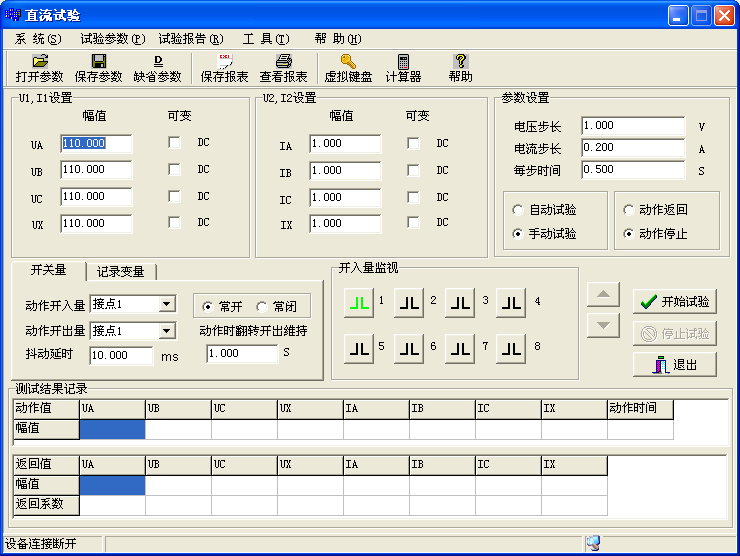 直流试验
系 统(S) 试验参数(P) 试验报告(R) 工 具(T) 帮 助(H)
打开参数 保存参数 缺省参数 保存报表 查看报表 虚拟键盘 计算器 帮助
U1,I1设置
幅值 可变
UA 110.000 DC
UB 110.000 DC
UC 110.000 DC
UX 110.000 DC
U2,I2设置
幅值 可变
IA 1.000 DC
IB 1.000 DC
IC 1.000 DC
IX 1.000 DC
参数设置
电压步长 1.000 V
电流步长 0.200 A
每步时间 0.500 S
自动试验 动作返回
手动试验 动作停止
开关量 记录变量
动作开入量 接点1 常开 常闭
动作开出量 接点1 动作时翻转开出维持
抖动延时 10.000 ms 1.000 S
开入量监视
1 2 3 4
5 6 7 8
开始试验
停止试验
退出
测试结果记录
动作值 UA UB UC UX IA IB IC IX 动作时间
幅值
返回值 UA UB UC UX IA IB IC IX
幅值
返回系数
设备连接断开